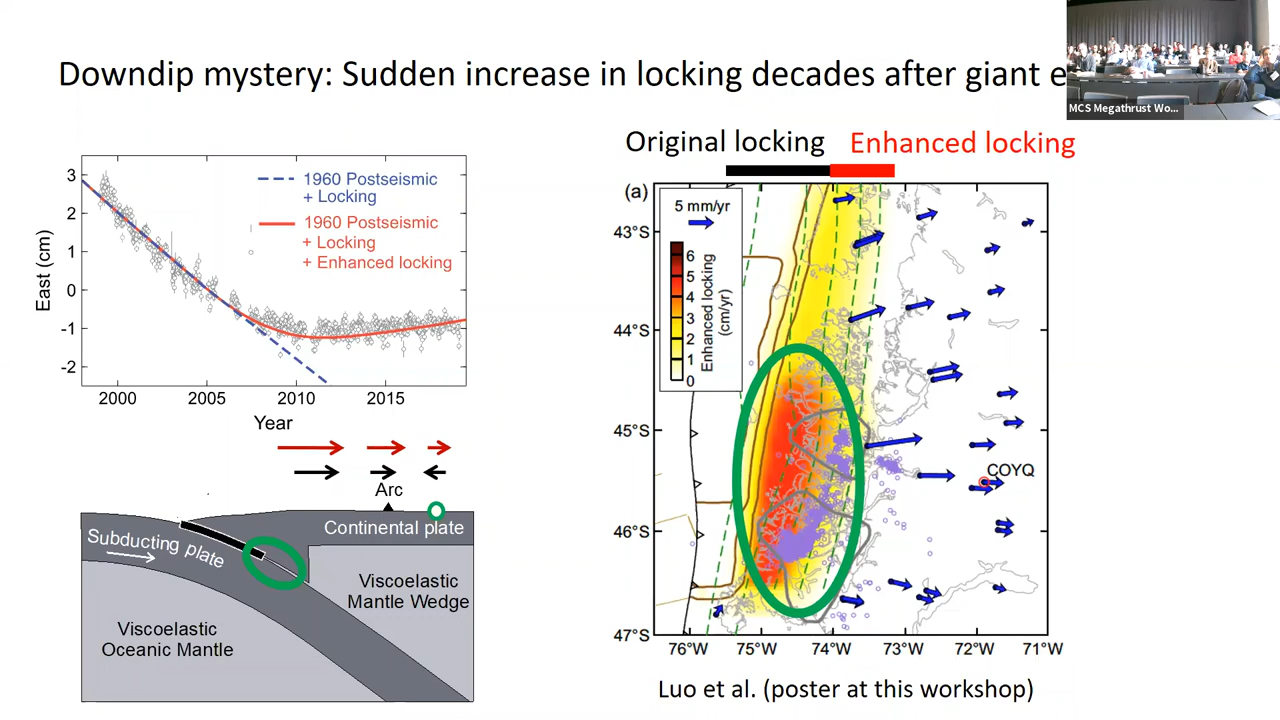 Downdip mystery: Sudden increase in locking decades after giant e
MCS Megathrust Wo...
Original locking
Enhanced locking
3
2
1
0
-1
-2
East (cm)
1960 Postseismic
+ Locking
1960 Postseismic
+ Locking
+ Enhanced locking
2000
2005
2010
2015
Year
Arc
Subducting plate
Continental plate
Viscoelastic
Mantle Wedge
Viscoelastic
Oceanic Mantle
(a)
5 mm/yr
6
5
4
3
2
1
0
Enhanced locking
(cm/yr)
43°S
44°S
45°S
46°S
47°S
COYQ
76°W
75°W
74°W
73°W
72°W
71°W
Luo et al. (poster at this workshop)